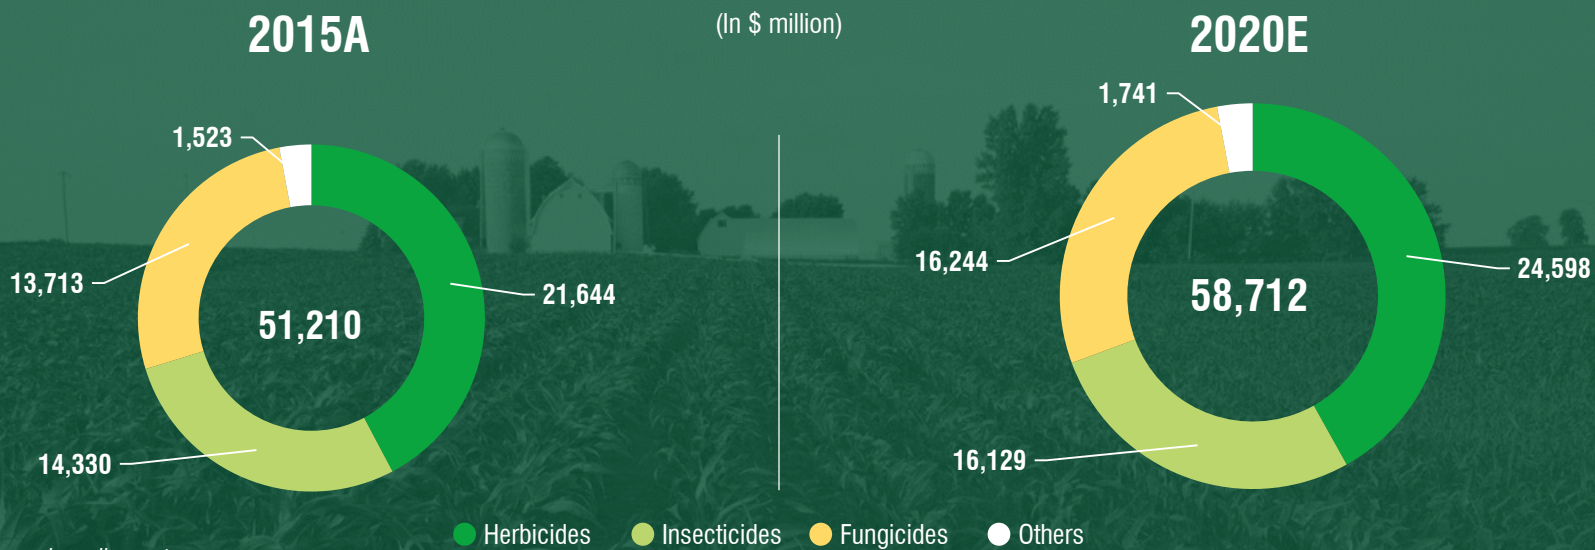 2015A
(In $ million)
2020E
1,523
13,713
51,210
21,644
14,330
1,741
16,244
58,712
24,598
16,129
Herbicides
Insecticides
Fungicides
Others